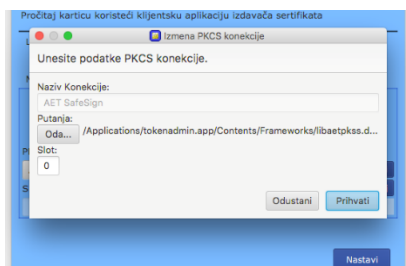 Pročitaj karticu koristeći klijentsku aplikaciju izdavača sertifikata
Izmena PKCS konekcije
Unesite podatke PKCS konekcije.
Naziv Konekcije:
AET SafeSign
Putanja:
Oda... /Applications/tokenadmin.app/Contents/Frameworks/libaetpkss.d...
Slot:
0
Odustani Prihvati
Nastavi